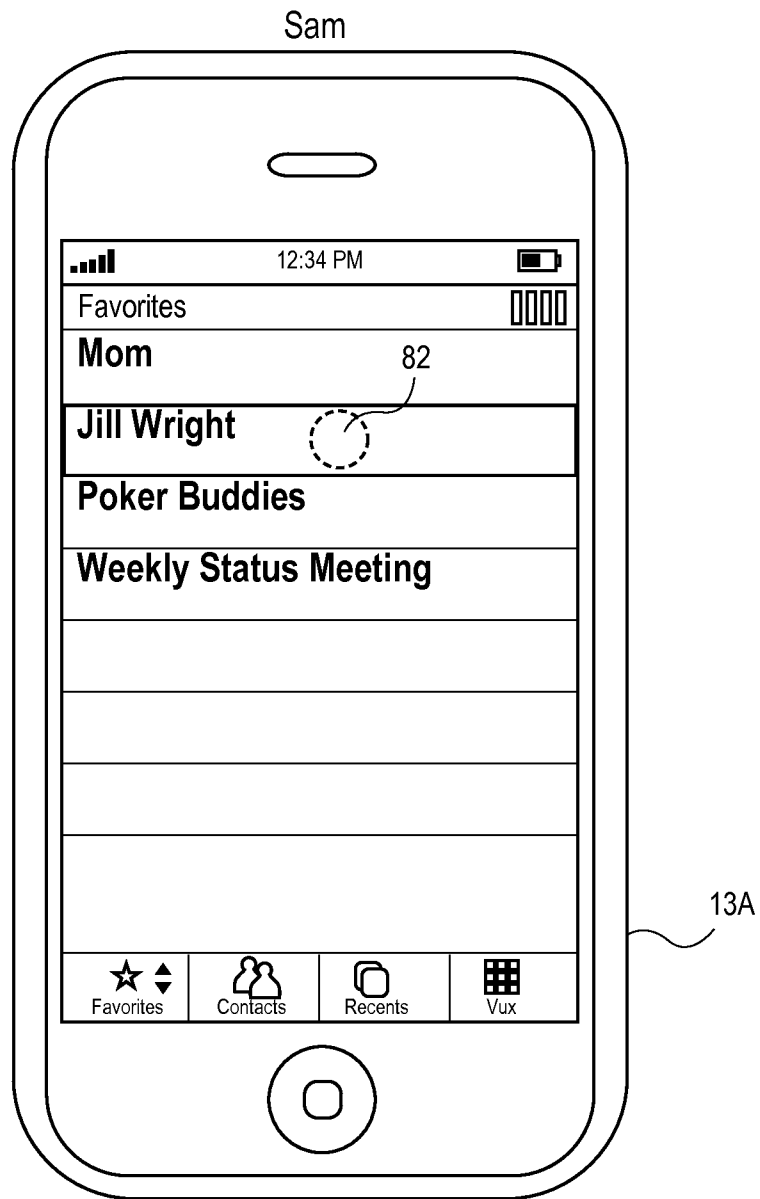 Sam
12:34 PM
Favorites
Mom
82
Jill Wright
Poker Buddies
Weekly Status Meeting
13A
Favorites Contacts Recents Vux